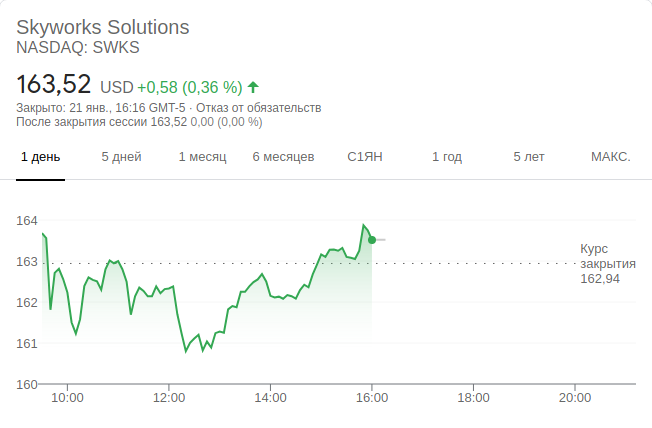 Skyworks Solutions
NASDAQ: SWKS
163,52 USD +0,58 (0,36 %)
Закрыто: 21 янв., 16:16 GMT-5 · Отказ от обязательств
После закрытия сессии 163,52 0,00 (0,00 %)
1 день 5 дней 1 месяц 6 месяцев С1ЯН 1 год 5 лет МАКС.
164
163
162
161
160
Курс
закрытия
162,94
10:00 12:00 14:00 16:00 18:00 20:00